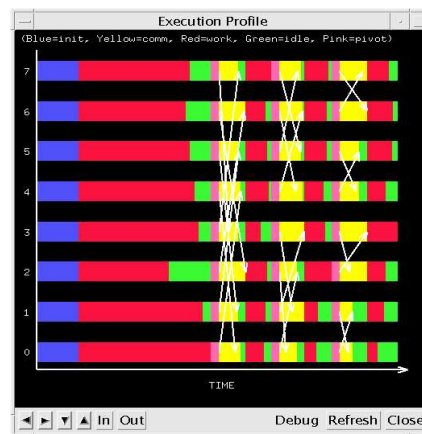 Execution Profile
(Blue=init, Yellow=comm, Red=work, Green=idle, Pink=pivot)
7
6
5
4
3
2
1
0
TIME
In Out Debug Refresh Close